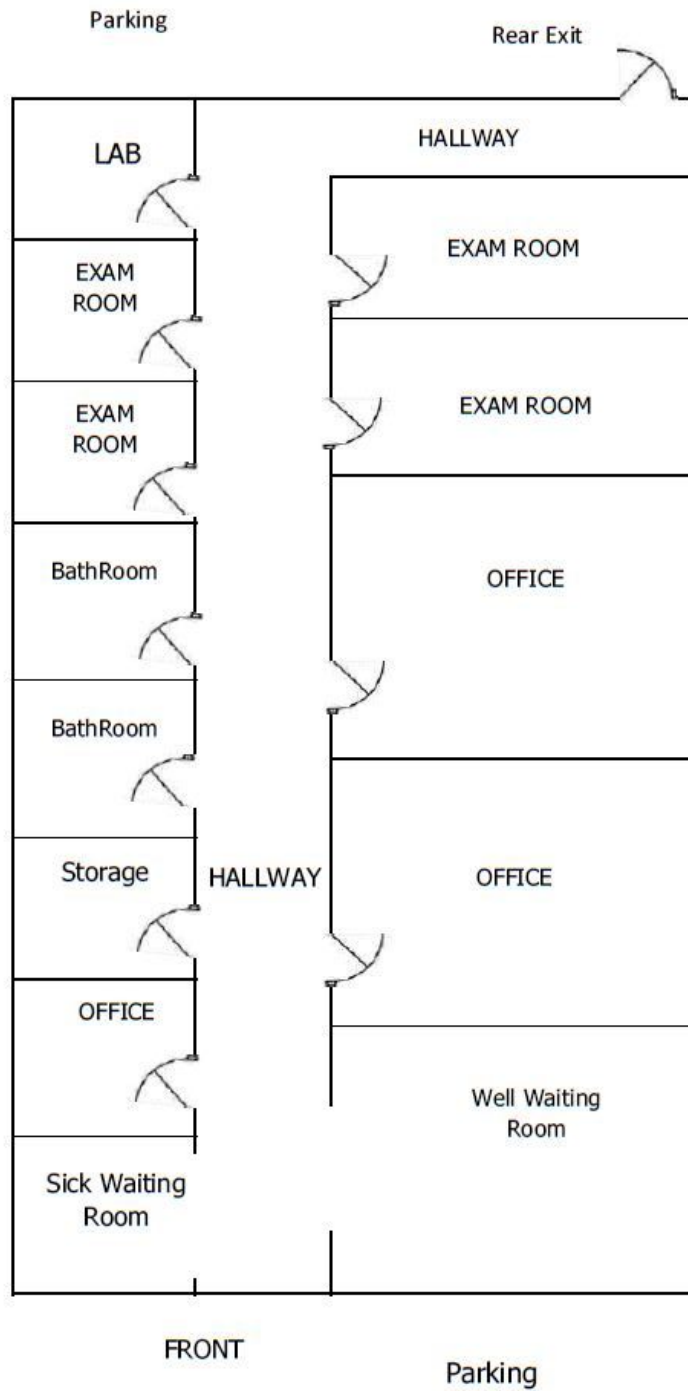 Parking
Rear Exit
HALLWAY
LAB
EXAM ROOM
EXAM
ROOM
EXAM ROOM
EXAM
ROOM
BathRoom
OFFICE
BathRoom
Storage
HALLWAY
OFFICE
OFFICE
Well Waiting
Room
Sick Waiting
Room
FRONT
Parking